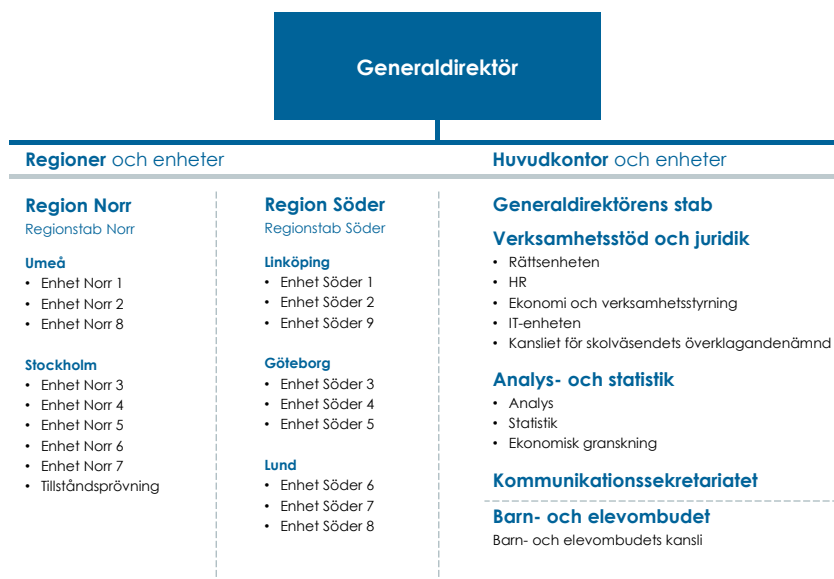 Generaldirektör
Regioner och enheter
Region Norr
Regionstab Norr
Umeå
• Enhet Norr 1
• Enhet Norr 2
• Enhet Norr 8
Stockholm
• Enhet Norr 3
• Enhet Norr 4
• Enhet Norr 5
• Enhet Norr 6
• Enhet Norr 7
• Tillståndsprövning
Region Söder
Regionstab Söder
Linköping
• Enhet Söder 1
• Enhet Söder 2
• Enhet Söder 9
Göteborg
• Enhet Söder 3
• Enhet Söder 4
• Enhet Söder 5
Lund
• Enhet Söder 6
• Enhet Söder 7
• Enhet Söder 8
Huvudkontor och enheter
Generaldirektörens stab
Verksamhetsstöd och juridik
• Rättsenheten
• HR
• Ekonomi och verksamhetsstyrning
• IT-enheten
• Kansliet för skolväsendets överklagandenämnd
Analys- och statistik
• Analys
• Statistik
• Ekonomisk granskning
Kommunikationssekretariatet
Barn- och elevombudet
Barn- och elevombudets kansli